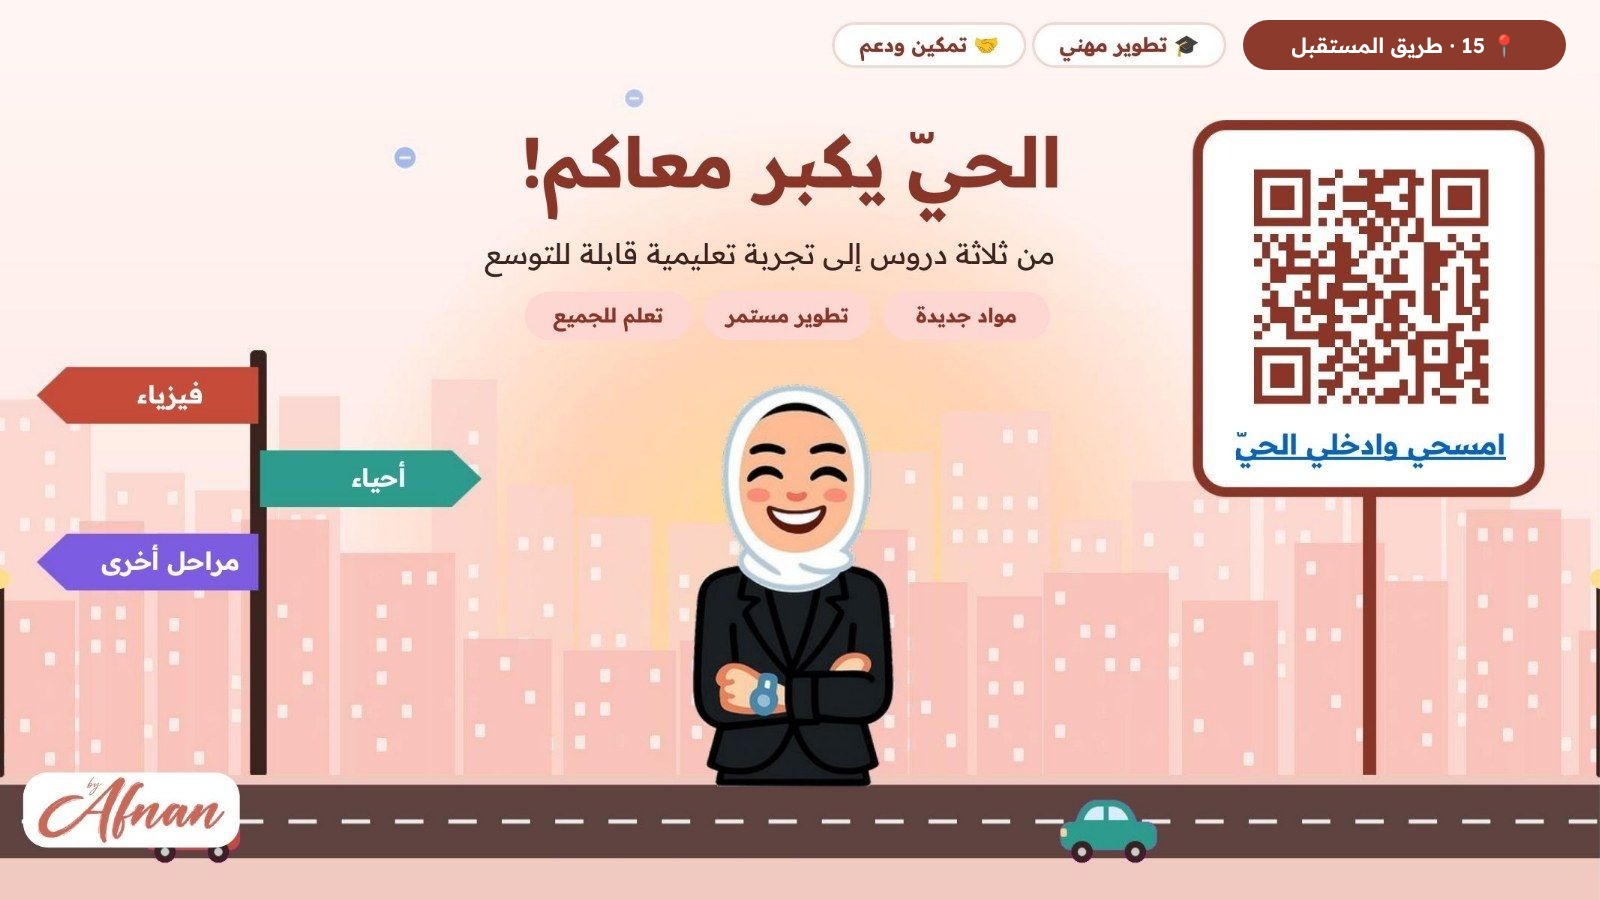 📍 15 · طريق المستقبل
🎓 تطوير مهني
🤝 تمكين ودعم
الحيّ يكبر معاكم!
من ثلاثة دروس إلى تجربة تعليمية قابلة للتوسع
مواد جديدة
تطوير مستمر
تعلم للجميع
امسحي وادخلي الحيّ
فيزياء
أحياء
مراحل أخرى
by
Afnan